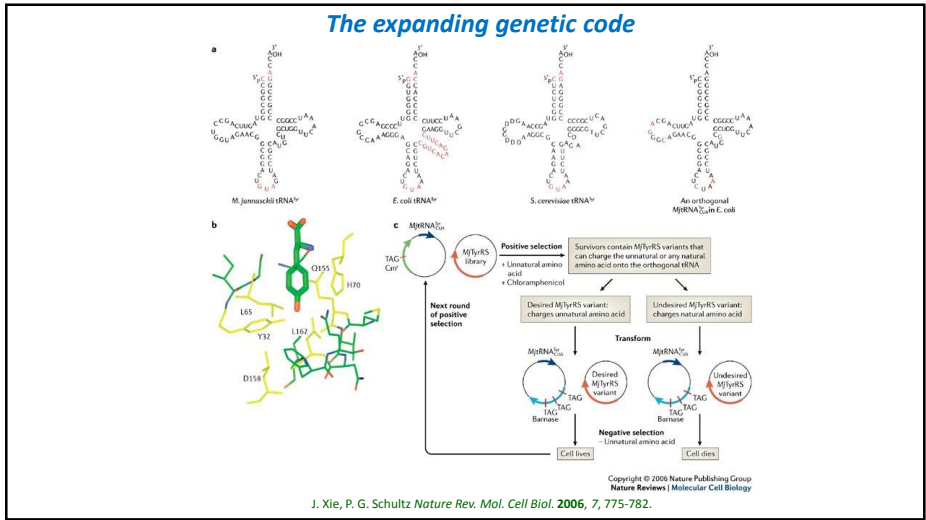 The expanding genetic code
a
M. jannaschii tRNAᵀʸʳ
E. coli tRNAᵀʸʳ
S. cerevisiae tRNAᵀʸʳ
An orthogonal
MjtRNAᵀʸʳCUA in E. coli
b
Q155
H70
L65
Y32
L162
D158
c
MjtRNAᵀʸʳCUA
TAG
Cmʳ
MjTyrRS
library
Positive selection
+ Unnatural amino
acid
+ Chloramphenicol
Survivors contain MjTyrRS variants that
can charge the unnatural or any natural
amino acid onto the orthogonal tRNA
Next round
of positive
selection
Desired MjTyrRS variant:
charges unnatural amino acid
Undesired MjTyrRS variant:
charges natural amino acid
Transform
MjtRNAᵀʸʳCUA
Desired
MjTyrRS
variant
TAG
TAG
TAG
Barnase
MjtRNAᵀʸʳCUA
Undesired
MjTyrRS
variant
TAG
TAG
TAG
Barnase
Negative selection
– Unnatural amino acid
Cell lives
Cell dies
Copyright © 2006 Nature Publishing Group
Nature Reviews | Molecular Cell Biology
J. Xie, P. G. Schultz Nature Rev. Mol. Cell Biol. 2006, 7, 775-782.